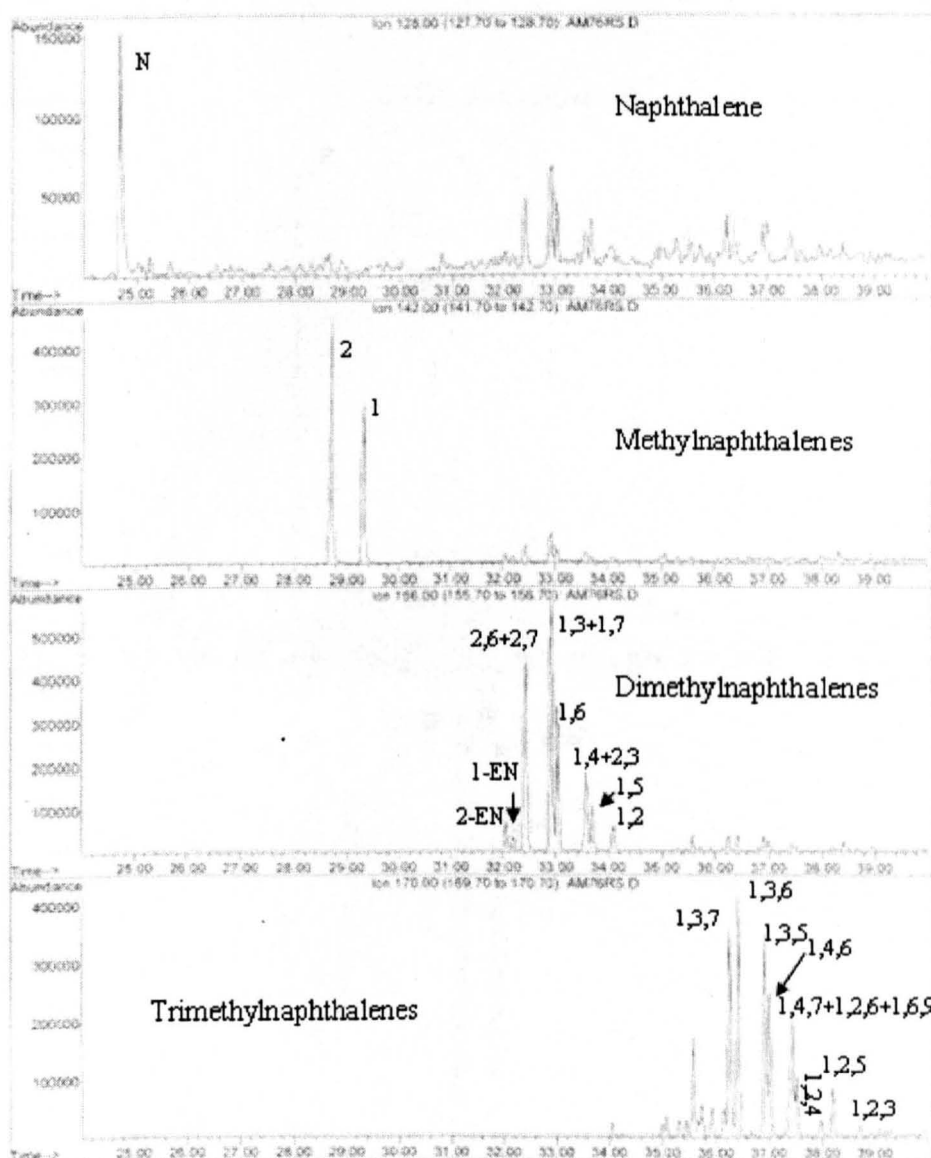 Abundance
Ion 128.00 (127.70 to 128.70): AM76RS.D
150000
N
Naphthalene
100000
50000
Time-->
25.00 26.00 27.00 28.00 29.00 30.00 31.00 32.00 33.00 34.00 35.00 36.00 37.00 38.00 39.00
Abundance
Ion 142.00 (141.70 to 142.70): AM76RS.D
400000
2
300000
1
Methylnaphthalenes
200000
100000
Time-->
25.00 26.00 27.00 28.00 29.00 30.00 31.00 32.00 33.00 34.00 35.00 36.00 37.00 38.00 39.00
Abundance
Ion 156.00 (155.70 to 156.70): AM76RS.D
500000
2,6+2,7
1,3+1,7
400000
Dimethylnaphthalenes
300000
1,6
200000
1-EN
1,4+2,3
1,5
100000
2-EN
1,2
Time-->
25.00 26.00 27.00 28.00 29.00 30.00 31.00 32.00 33.00 34.00 35.00 36.00 37.00 38.00 39.00
Abundance
Ion 170.00 (169.70 to 170.70): AM76RS.D
400000
1,3,7
1,3,6
1,3,5
1,4,6
300000
Trimethylnaphthalenes
1,4,7+1,2,6+1,6,9
200000
1,2,4
1,2,5
100000
1,2,3
Time-->
25.00 26.00 27.00 28.00 29.00 30.00 31.00 32.00 33.00 34.00 35.00 36.00 37.00 38.00 39.00